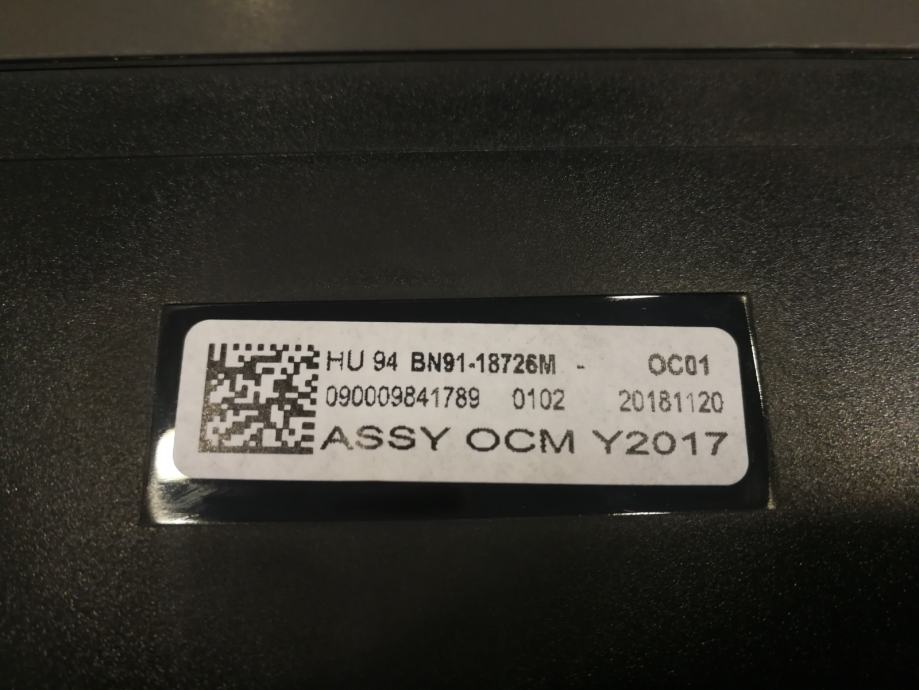 HU 94 BN91-18726M - OC01
090009841789 0102 20181120
ASSY OCM Y2017